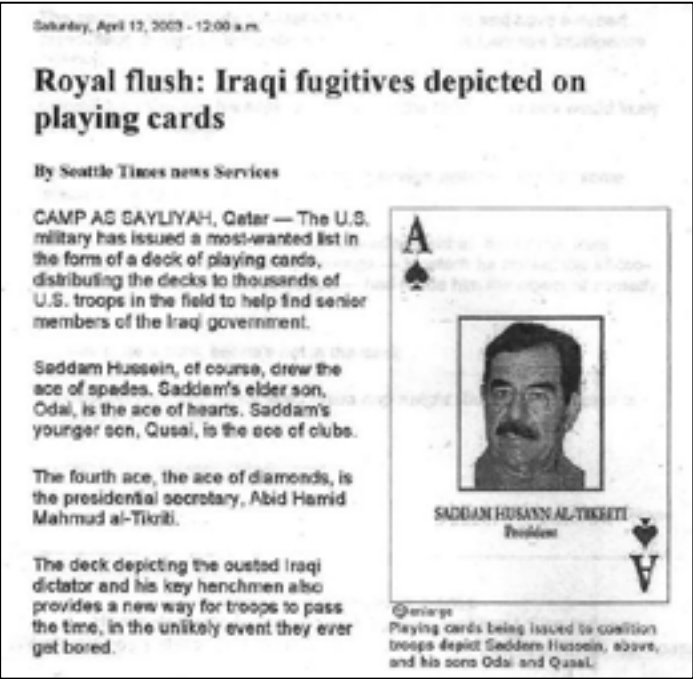 Saturday, April 12, 2003 - 12:00 a.m.
Royal flush: Iraqi fugitives depicted on
playing cards
By Seattle Times news Services
CAMP AS SAYLIYAH, Qatar — The U.S.
military has issued a most-wanted list in
the form of a deck of playing cards,
distributing the decks to thousands of
U.S. troops in the field to help find senior
members of the Iraqi government.
Saddam Hussein, of course, drew the
ace of spades. Saddam's elder son,
Odai, is the ace of hearts. Saddam's
younger son, Qusai, is the ace of clubs.
The fourth ace, the ace of diamonds, is
the presidential secretary, Abid Hamid
Mahmud al-Tikriti.
The deck depicting the ousted Iraqi
dictator and his key henchmen also
provides a new way for troops to pass
the time, in the unlikely event they ever
get bored.
A
SADDAM HUSAYN AL-TIKRITI
President
A
enlarge
Playing cards being issued to coalition
troops depict Saddam Hussein, above,
and his sons Odai and Qusai.